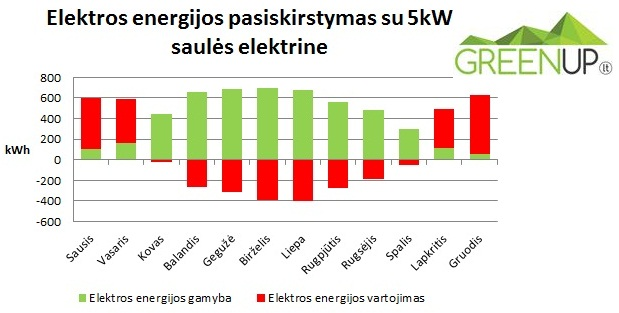 Elektros energijos pasiskirstymas su 5kW
saulės elektrine
GREENUP lt
kWh
800
600
400
200
0
-200
-400
-600
Sausis
Vasaris
Kovas
Balandis
Gegužė
Birželis
Liepa
Rugpjūtis
Rugsėjis
Spalis
Lapkritis
Gruodis
Elektros energijos gamyba
Elektros energijos vartojimas